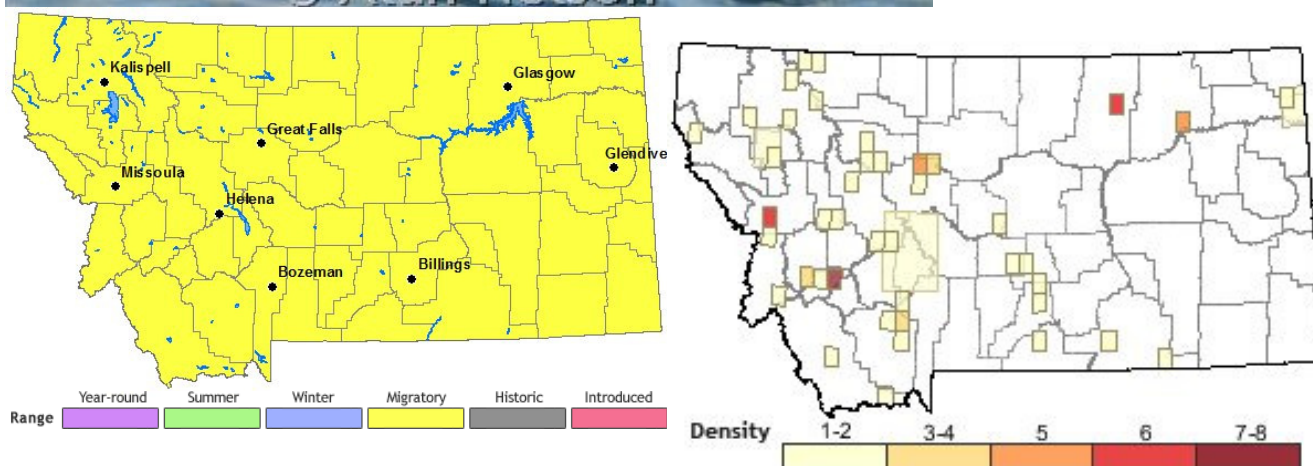 Kalispell
Glasgow
Great Falls
Glendive
Missoula
Helena
Bozeman
Billings
Year-round Summer Winter Migratory Historic Introduced
Range
Density 1-2 3-4 5 6 7-8